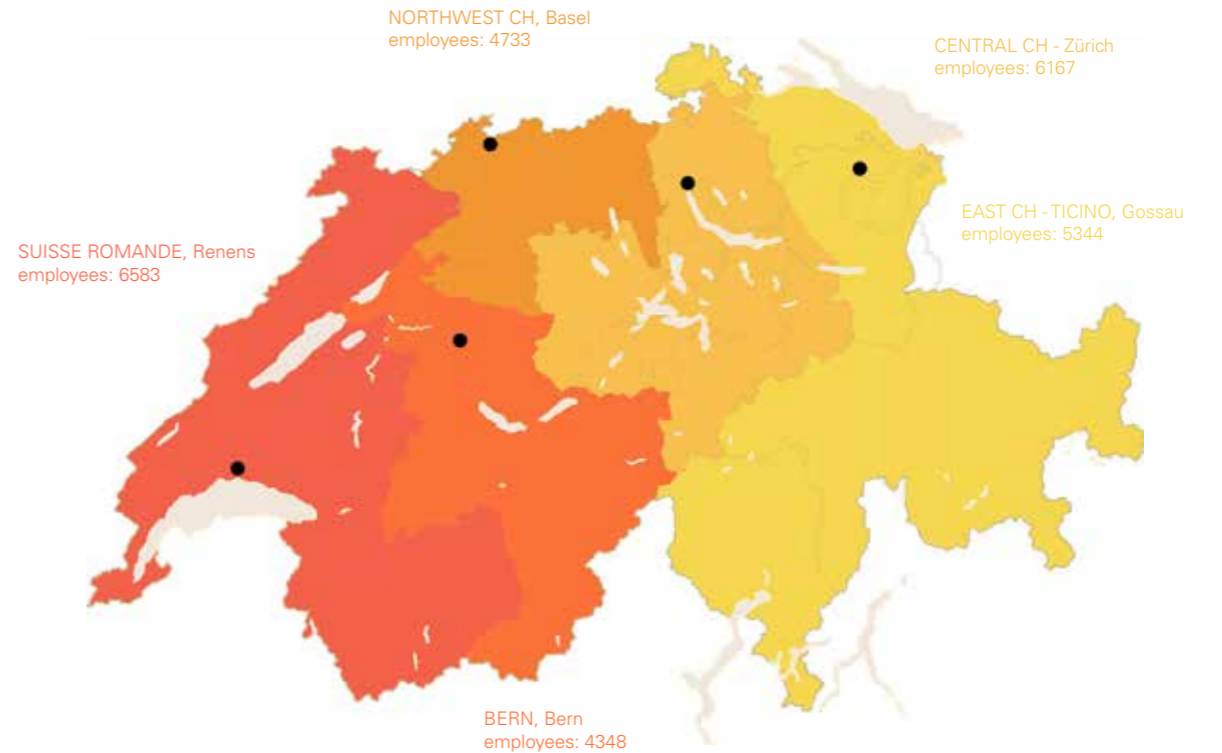 NORTHWEST CH, Basel
employees: 4733
CENTRAL CH - Zürich
employees: 6167
EAST CH - TICINO, Gossau
employees: 5344
SUISSE ROMANDE, Renens
employees: 6583
BERN, Bern
employees: 4348